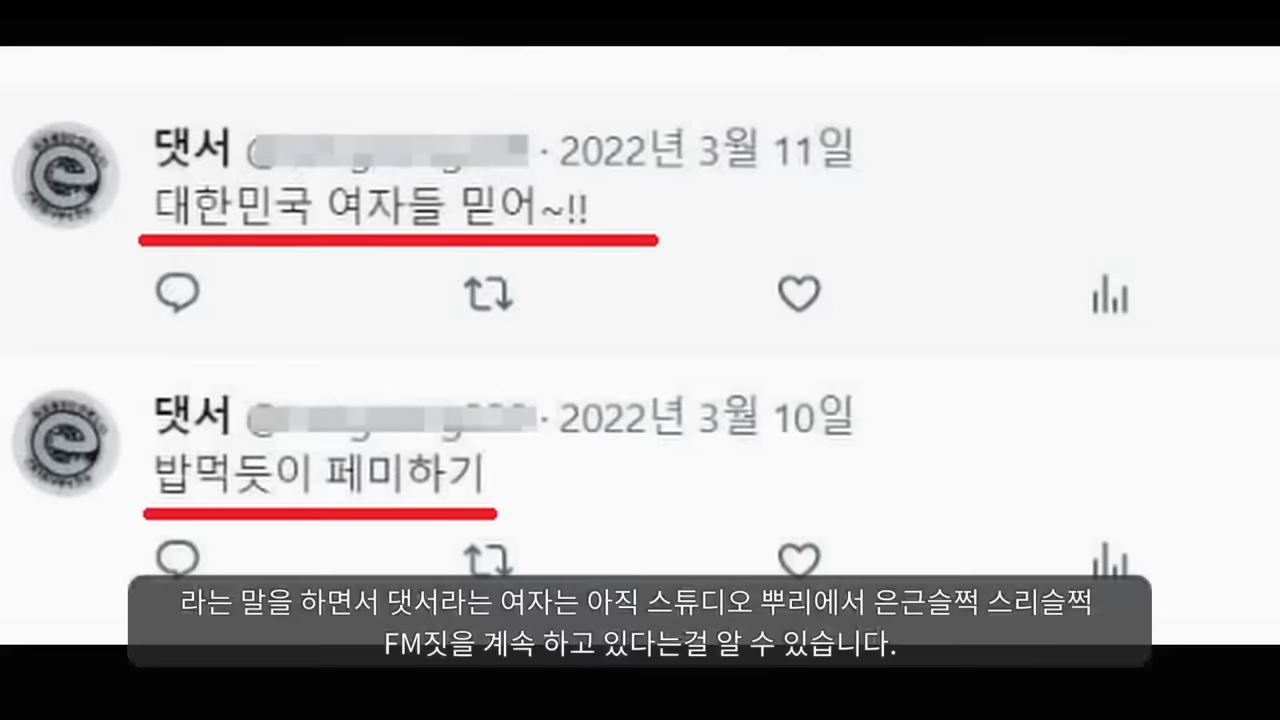 댓서 · 2022년 3월 11일
대한민국 여자들 믿어~!!
댓서 · 2022년 3월 10일
밥먹듯이 페미하기
라는 말을 하면서 댓서라는 여자는 아직 스튜디오 뿌리에서 은근슬쩍 스리슬쩍
FM짓을 계속 하고 있다는걸 알 수 있습니다.